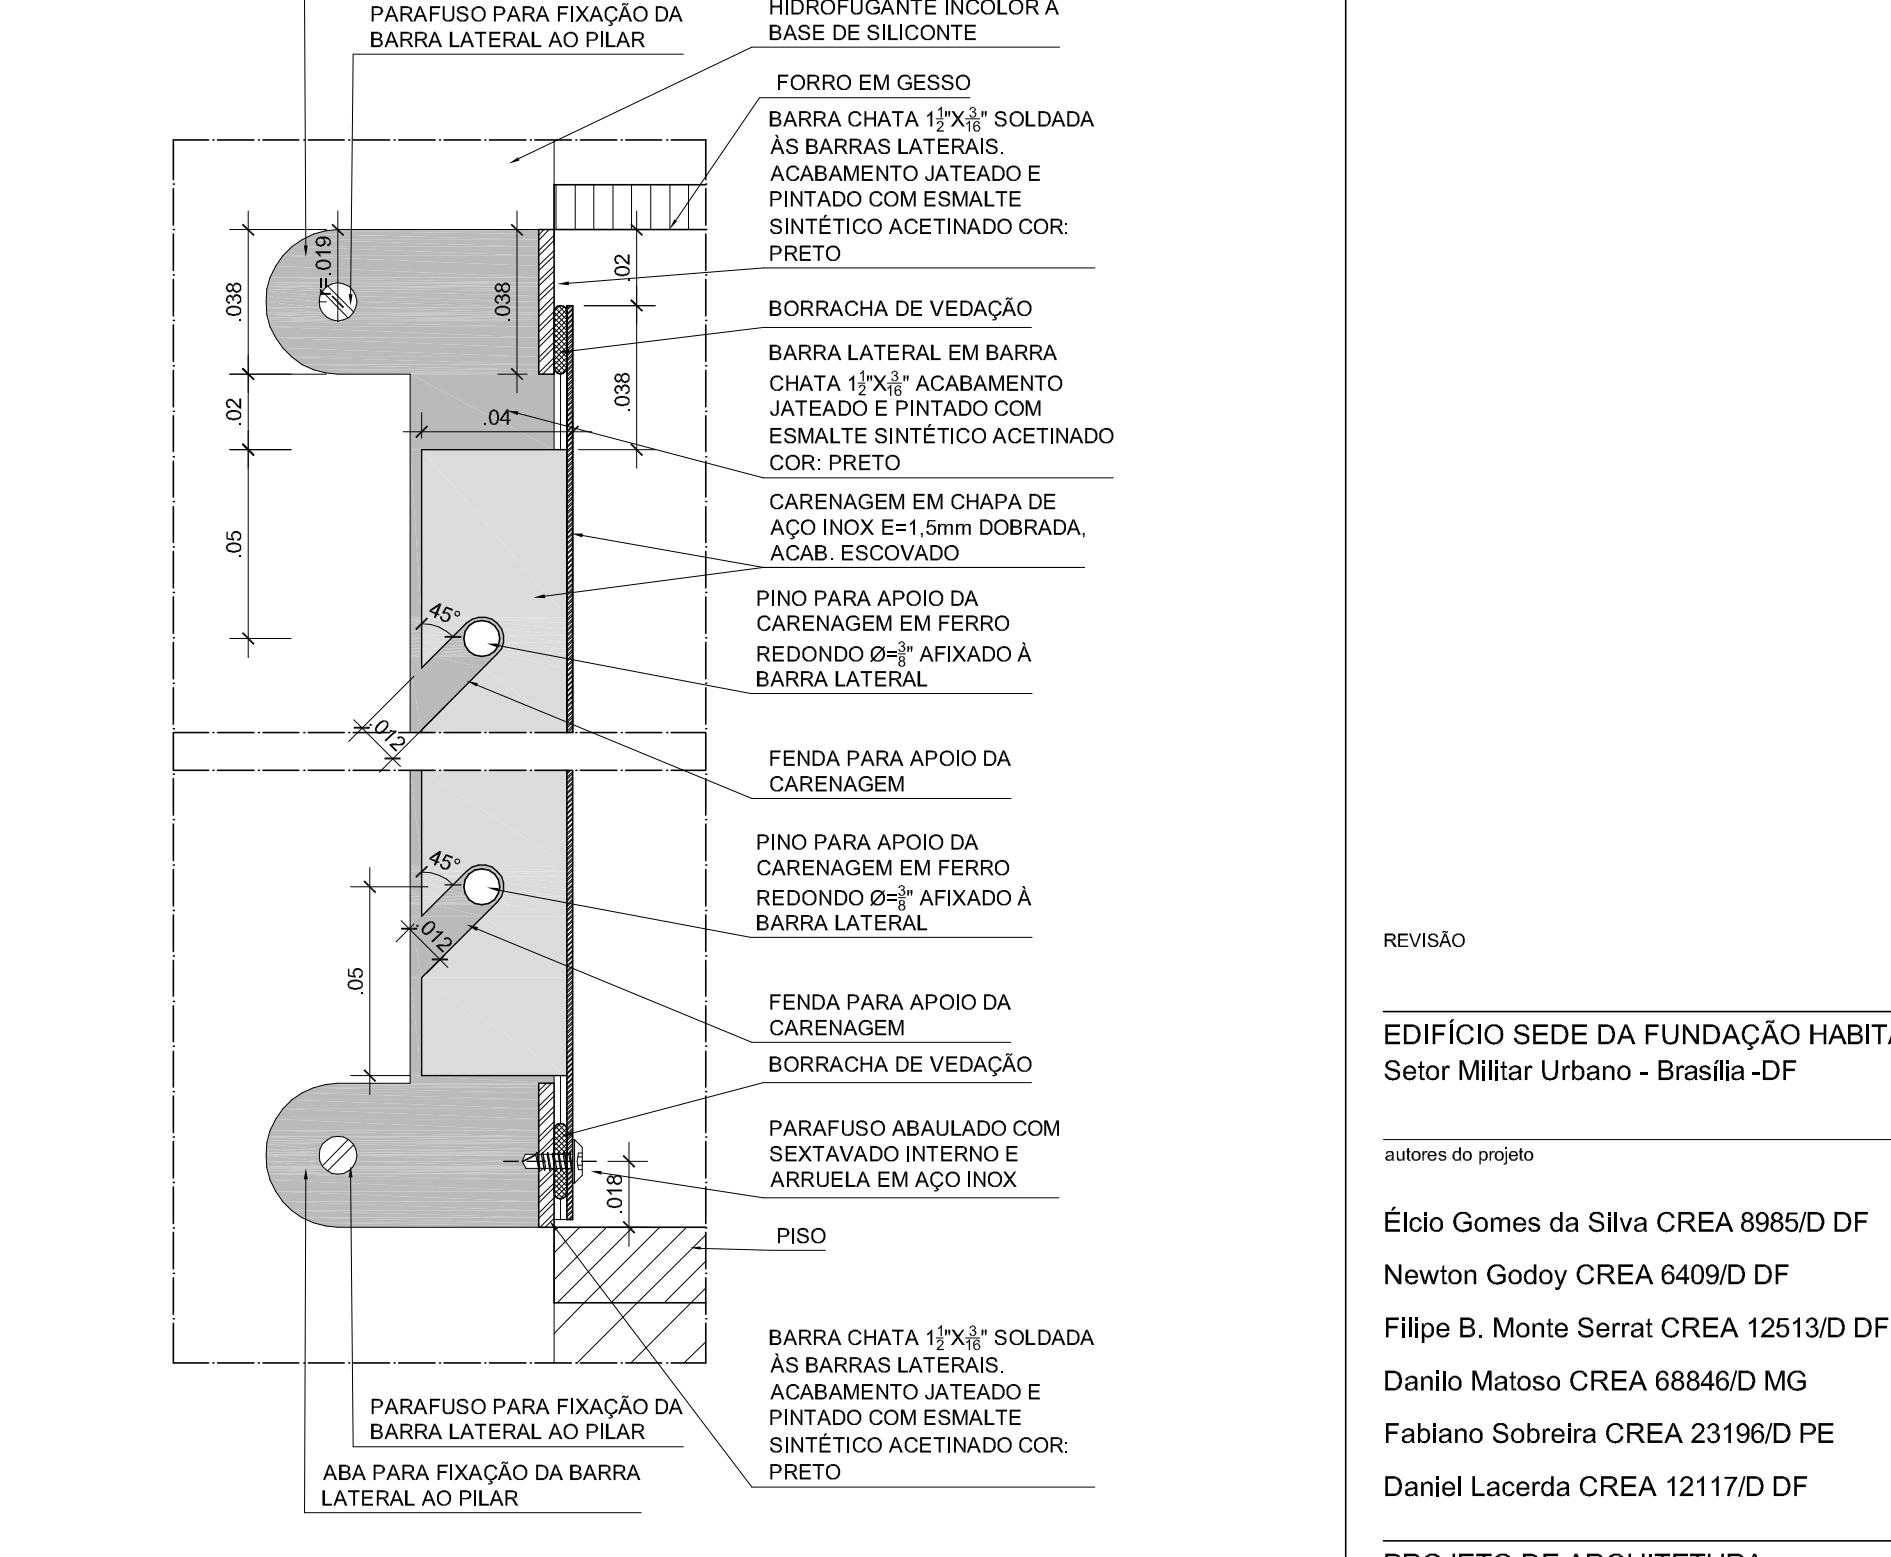 PARAFUSO PARA FIXAÇÃO DA
BARRA LATERAL AO PILAR
HIDROFUGANTE INCOLOR A
BASE DE SILICONTE
FORRO EM GESSO
BARRA CHATA 1½"X3/16" SOLDADA
ÀS BARRAS LATERAIS.
ACABAMENTO JATEADO E
PINTADO COM ESMALTE
SINTÉTICO ACETINADO COR:
PRETO
r=.019
.038
.038
.02
BORRACHA DE VEDAÇÃO
BARRA LATERAL EM BARRA
CHATA 1½"X3/16" ACABAMENTO
JATEADO E PINTADO COM
ESMALTE SINTÉTICO ACETINADO
COR: PRETO
.02
.04
.038
CARENAGEM EM CHAPA DE
AÇO INOX E=1,5mm DOBRADA,
ACAB. ESCOVADO
.05
45°
PINO PARA APOIO DA
CARENAGEM EM FERRO
REDONDO Ø=3/8" AFIXADO À
BARRA LATERAL
.012
FENDA PARA APOIO DA
CARENAGEM
45°
PINO PARA APOIO DA
CARENAGEM EM FERRO
REDONDO Ø=3/8" AFIXADO À
BARRA LATERAL
.012
.05
FENDA PARA APOIO DA
CARENAGEM
BORRACHA DE VEDAÇÃO
PARAFUSO ABAULADO COM
SEXTAVADO INTERNO E
ARRUELA EM AÇO INOX
.018
PISO
BARRA CHATA 1½"X3/16" SOLDADA
ÀS BARRAS LATERAIS.
ACABAMENTO JATEADO E
PINTADO COM ESMALTE
SINTÉTICO ACETINADO COR:
PRETO
PARAFUSO PARA FIXAÇÃO DA
BARRA LATERAL AO PILAR
ABA PARA FIXAÇÃO DA BARRA
LATERAL AO PILAR
REVISÃO
EDIFÍCIO SEDE DA FUNDAÇÃO
Setor Militar Urbano - Brasília -DF
autores do projeto
Élcio Gomes da Silva CREA 8985/D DF
Newton Godoy CREA 6409/D DF
Filipe B. Monte Serrat CREA 12513/D DF
Danilo Matoso CREA 68846/D MG
Fabiano Sobreira CREA 23196/D PE
Daniel Lacerda CREA 12117/D DF
PROJETO DE ARQUITETURA